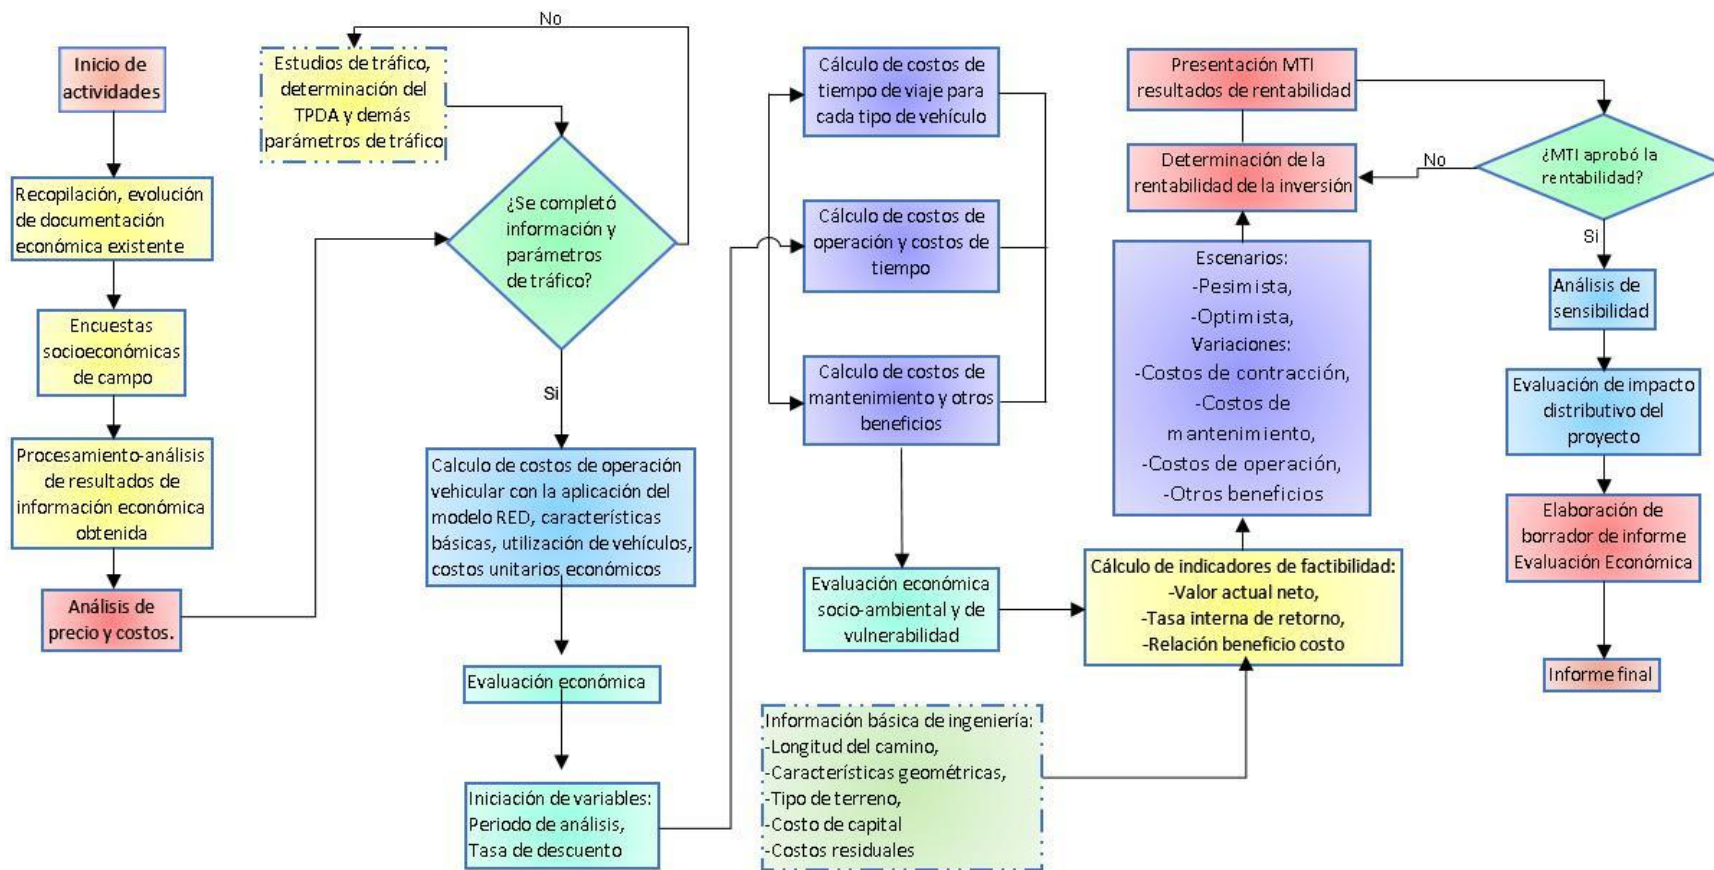 Inicio de
actividades
Recopilación, evolución
de documentación
económica existente
Encuestas
socioeconómicas
de campo
Procesamiento-análisis
de resultados de
información económica
obtenida
Análisis de
precio y costos.
No
Estudios de tráfico,
determinación del
TPDA y demás
parámetros de tráfico
¿Se completó
información y
parámetros
de tráfico?
Si
Calculo de costos de operación
vehicular con la aplicación del
modelo RED, características
básicas, utilización de vehículos,
costos unitarios económicos
Evaluación económica
Iniciación de variables:
Periodo de análisis,
Tasa de descuento
Cálculo de costos de
tiempo de viaje para
cada tipo de vehículo
Cálculo de costos de
operación y costos de
tiempo
Calculo de costos de
mantenimiento y otros
beneficios
Evaluación económica
socio-ambiental y de
vulnerabilidad
Información básica de ingeniería:
-Longitud del camino,
-Características geométricas,
-Tipo de terreno,
-Costo de capital
-Costos residuales
Cálculo de indicadores de factibilidad:
-Valor actual neto,
-Tasa interna de retorno,
-Relación beneficio costo
Escenarios:
-Pesimista,
-Optimista,
Variaciones:
-Costos de contracción,
-Costos de
mantenimiento,
-Costos de operación,
-Otros beneficios
Determinación de la
rentabilidad de la inversión
Presentación MTI
resultados de rentabilidad
¿MTI aprobó la
rentabilidad?
No
Si
Análisis de
sensibilidad
Evaluación de impacto
distributivo del
proyecto
Elaboración de
borrador de informe
Evaluación Económica
Informe final